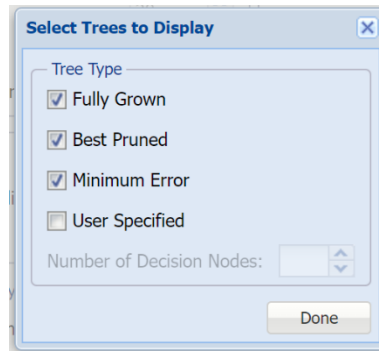 Select Trees to Display
Tree Type
Fully Grown
Best Pruned
Minimum Error
User Specified
Number of Decision Nodes:
Done